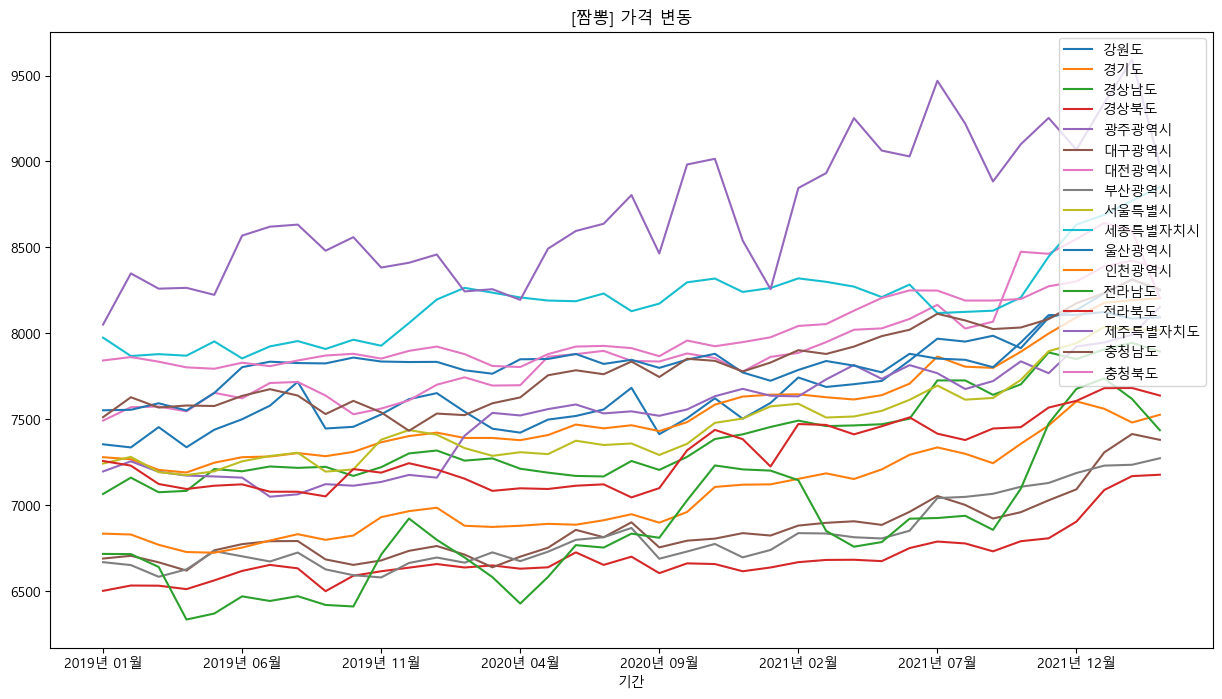 [짬뽕] 가격 변동
9500
9000
8500
8000
7500
7000
6500
2019년 01월
2019년 06월
2019년 11월
2020년 04월
2020년 09월
2021년 02월
2021년 07월
2021년 12월
기간
강원도
경기도
경상남도
경상북도
광주광역시
대구광역시
대전광역시
부산광역시
서울특별시
세종특별자치시
울산광역시
인천광역시
전라남도
전라북도
제주특별자치도
충청남도
충청북도